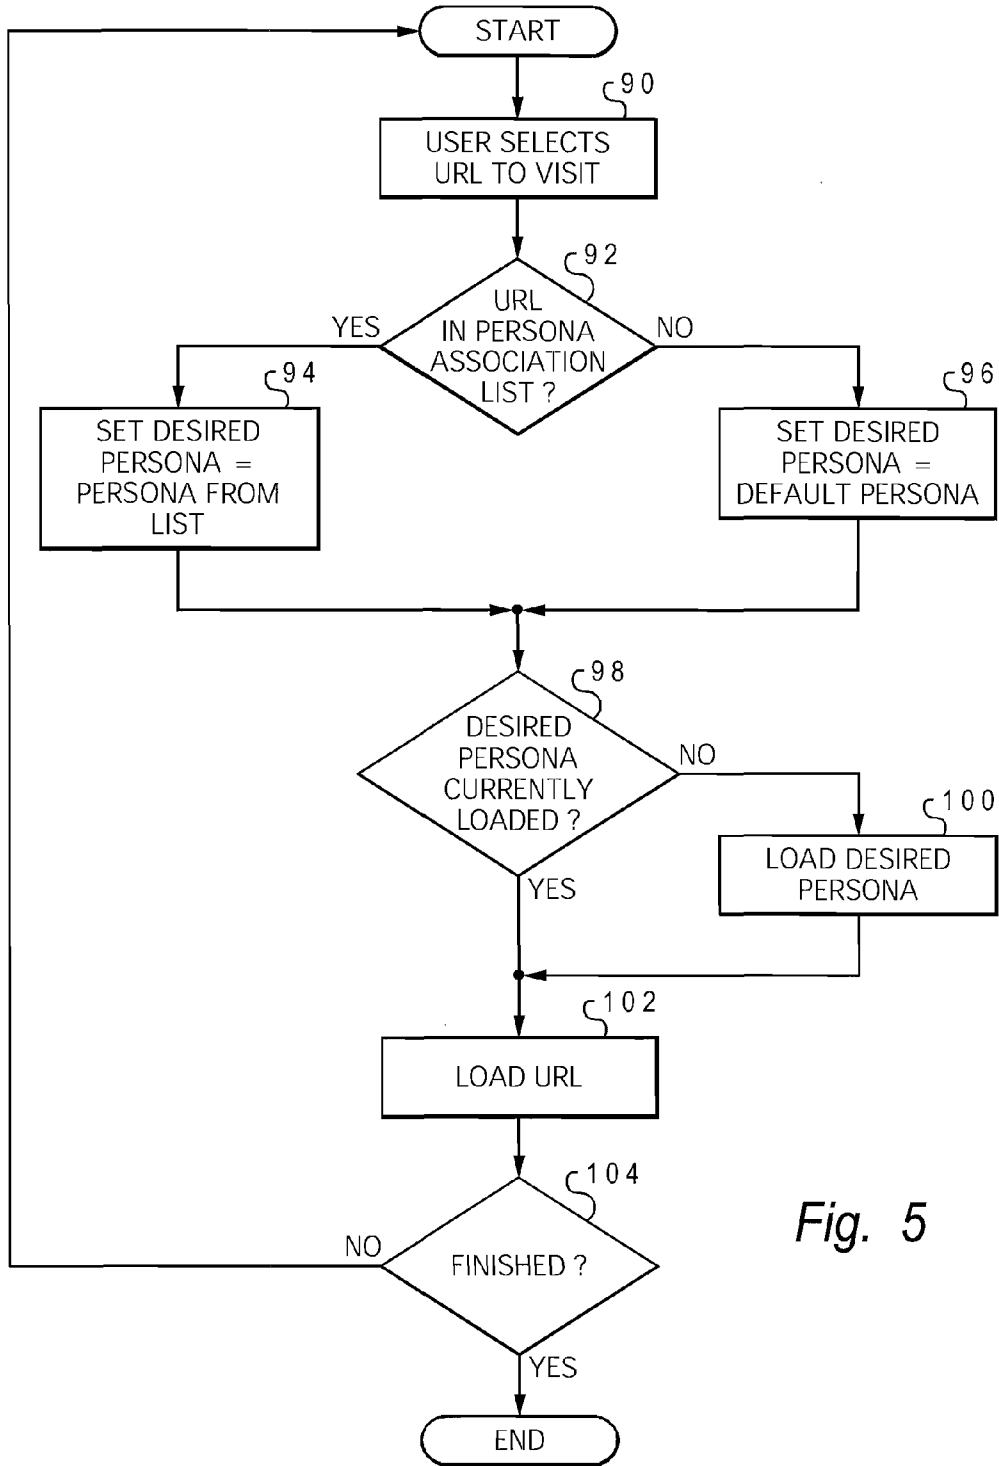 START
90
USER SELECTS
URL TO VISIT
92
URL
IN PERSONA
ASSOCIATION
LIST ?
YES
NO
94
SET DESIRED
PERSONA =
PERSONA FROM
LIST
96
SET DESIRED
PERSONA =
DEFAULT PERSONA
98
DESIRED
PERSONA
CURRENTLY
LOADED ?
NO
YES
100
LOAD DESIRED
PERSONA
102
LOAD URL
104
FINISHED ?
NO
YES
END
Fig. 5